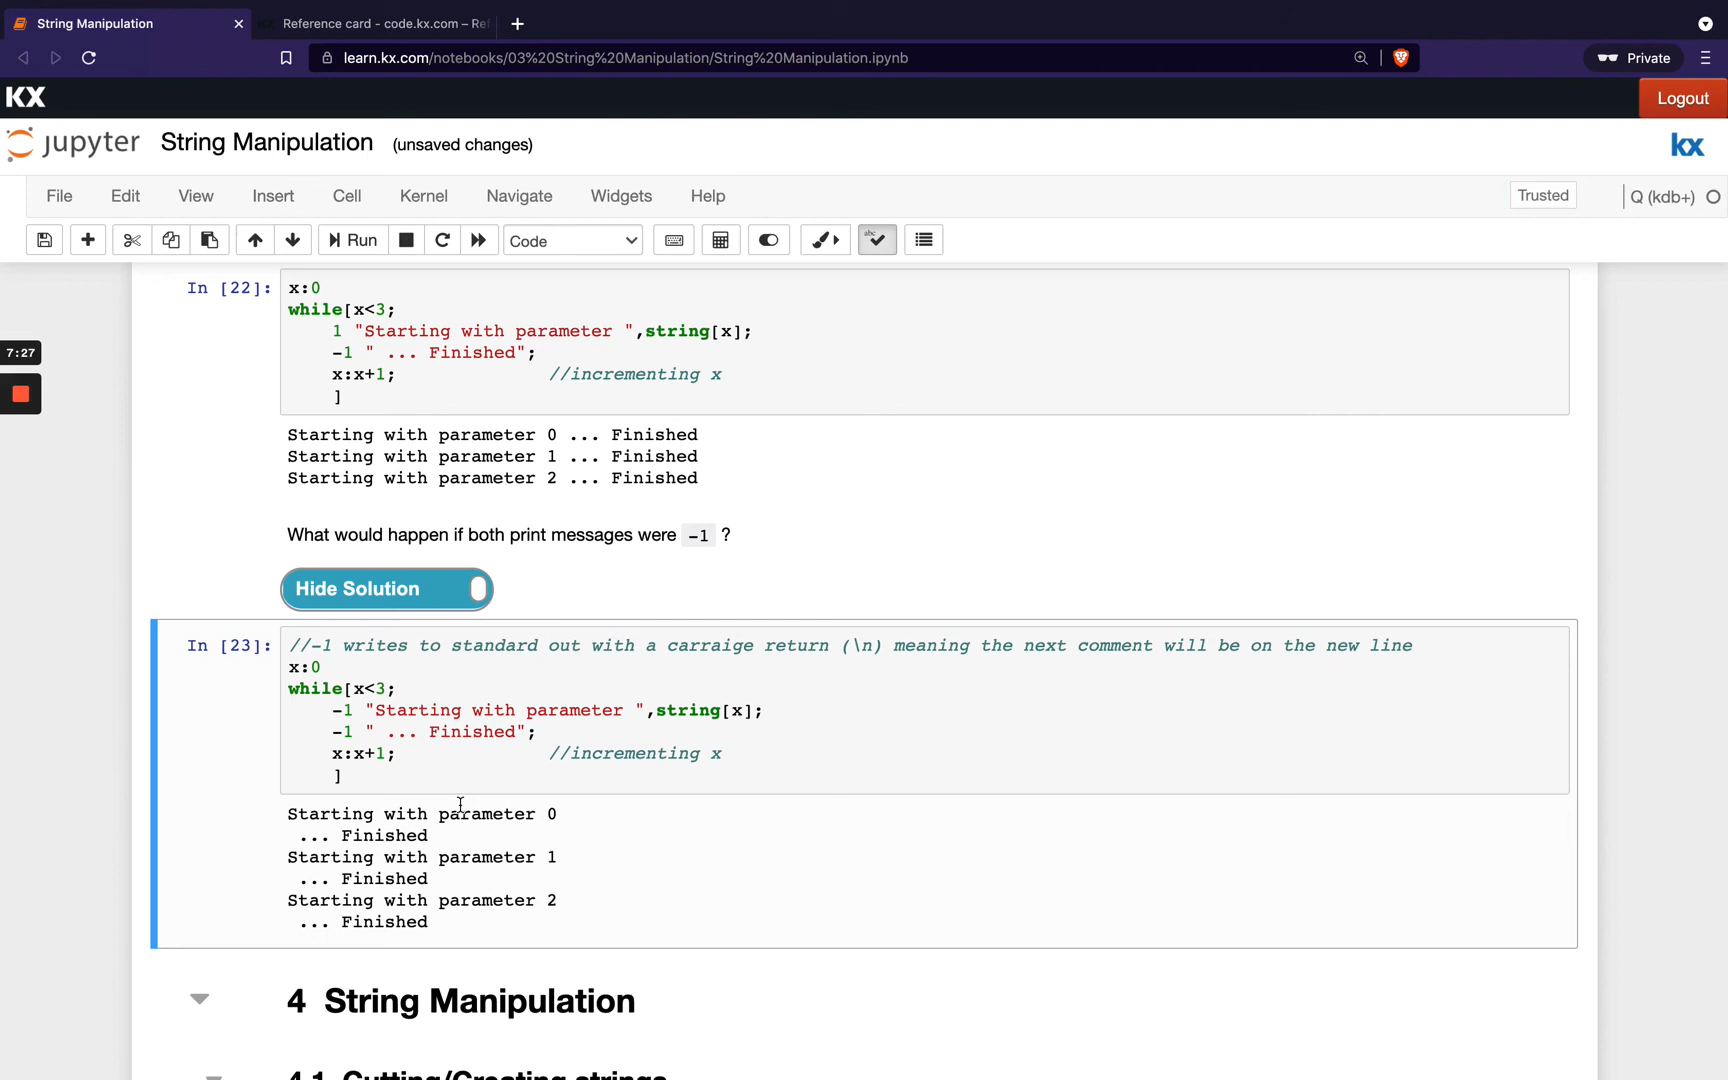 String Manipulation
Reference card - code.kx.com – Ref
learn.kx.com/notebooks/03%20String%20Manipulation/String%20Manipulation.ipynb
Private
KX
Logout
jupyter String Manipulation (unsaved changes)
kx
File Edit View Insert Cell Kernel Navigate Widgets Help
Trusted
Q (kdb+)
Run
Code
abc
In [22]:
x:0
while[x<3;
1 "Starting with parameter ",string[x];
-1 " ... Finished";
x:x+1; //incrementing x
]
7:27
Starting with parameter 0 ... Finished
Starting with parameter 1 ... Finished
Starting with parameter 2 ... Finished
What would happen if both print messages were -1 ?
Hide Solution
In [23]:
//-1 writes to standard out with a carraige return (\n) meaning the next comment will be on the new line
x:0
while[x<3;
-1 "Starting with parameter ",string[x];
-1 " ... Finished";
x:x+1; //incrementing x
]
Starting with parameter 0
... Finished
Starting with parameter 1
... Finished
Starting with parameter 2
... Finished
4 String Manipulation
4.1 Cutting/Creating strings